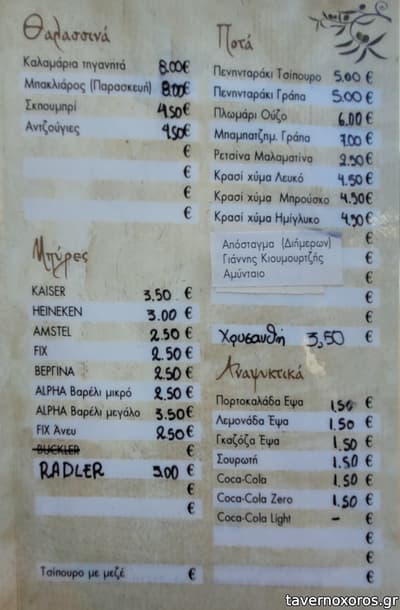 Θαλασσινά
Καλαμάρια τηγανητά 8.00€
Μπακλιάρος (Παρασκευή) 8.00€
Σκουμπρί 4.50€
Αντζούγιες 4.50€
€
€
€
€
Μπύρες
KAISER 3.50 €
HEINEKEN 3.00 €
AMSTEL 2.50 €
FIX 2.50 €
ΒΕΡΓΙΝΑ 2.50 €
ALPHA Βαρέλι μικρό 2.50 €
ALPHA Βαρέλι μεγάλο 3.50€
FIX Άνευ 2.50€
BUCKLER €
RADLER 3.00 €
€
€
Τσίπουρο με μεζέ €
Ποτά
Πενηνταράκι Τσίπουρο 5.00 €
Πενηνταράκι Γράπα 5.00 €
Πλωμάρι Ούζο 6.00 €
Μπαμπατζημ. Γράπα 7.00 €
Ρετσίνα Μαλαματίνα 2.50 €
Κρασί χύμα Λευκό 4.50 €
Κρασί χύμα Μπρούσκο 4.50€
Κρασί χύμα Ημίγλυκο 4.50 €
Απόσταγμα (Διήμερων) €
Γιάννης Κιουμουρτζής €
Αμύνταιο €
€
€
Χρυσανθή 3,50 €
Αναψυκτικά
Πορτοκαλάδα Έψα 1.50 €
Λεμονάδα Έψα 1.50 €
Γκαζόζα Έψα 1.50 €
Σουρωτή 1.50 €
Coca-Cola 1.50 €
Coca-Cola Zero 1.50 €
Coca-Cola Light - €
€
€
€
tavernoxoros.gr